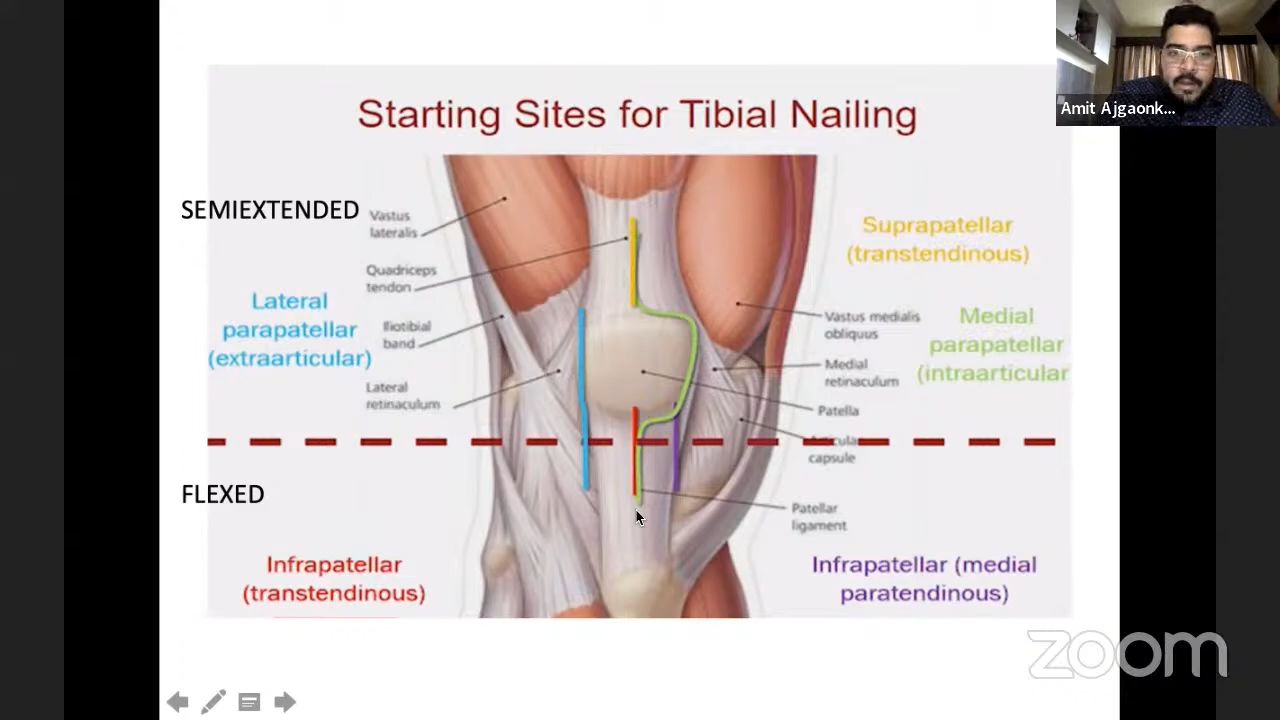 Amit Ajgaonk...
Starting Sites for Tibial Nailing
SEMIEXTENDED
Vastus
lateralis
Quadriceps
tendon
Lateral
parapatellar
(extraarticular)
Iliotibial
band
Lateral
retinaculum
Suprapatellar
(transtendinous)
Vastus medialis
obliquus
Medial
parapatellar
(intraarticular
Medial
retinaculum
Patella
capsule
FLEXED
Patellar
ligament
Infrapatellar
(transtendinous)
Infrapatellar (medial
paratendinous)
zoom